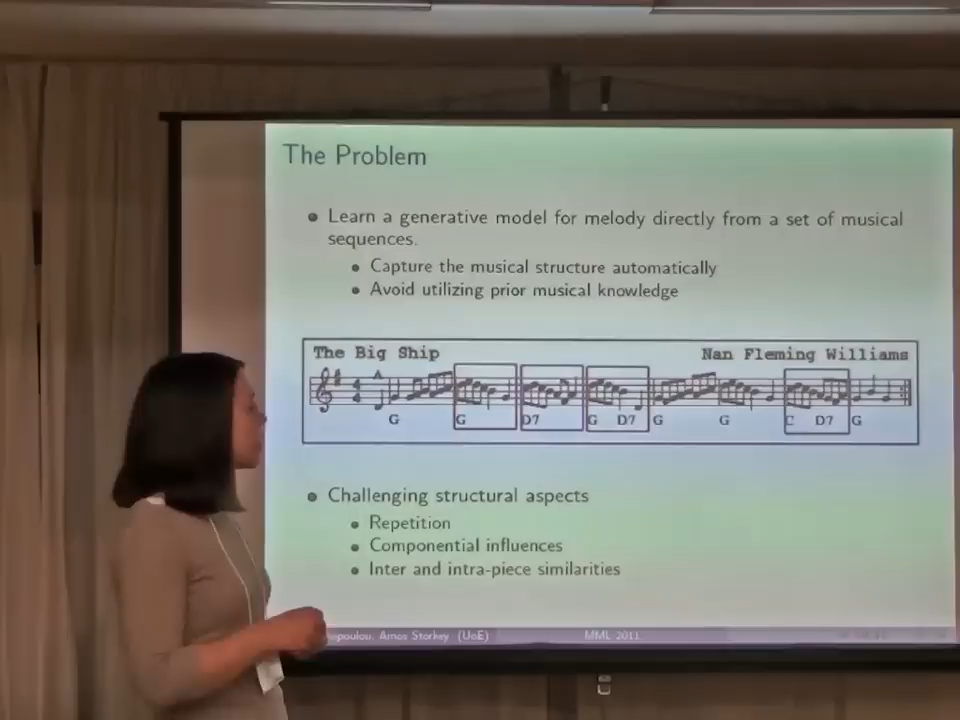 The Problem
Learn a generative model for melody directly from a set of musical
sequences.
Capture the musical structure automatically
Avoid utilizing prior musical knowledge
The Big Ship Nan Fleming Williams
G G D7 G D7 G G C D7 G
Challenging structural aspects
Repetition
Componential influences
Inter and intra-piece similarities
Amos Storkey (UoE) MML 2011